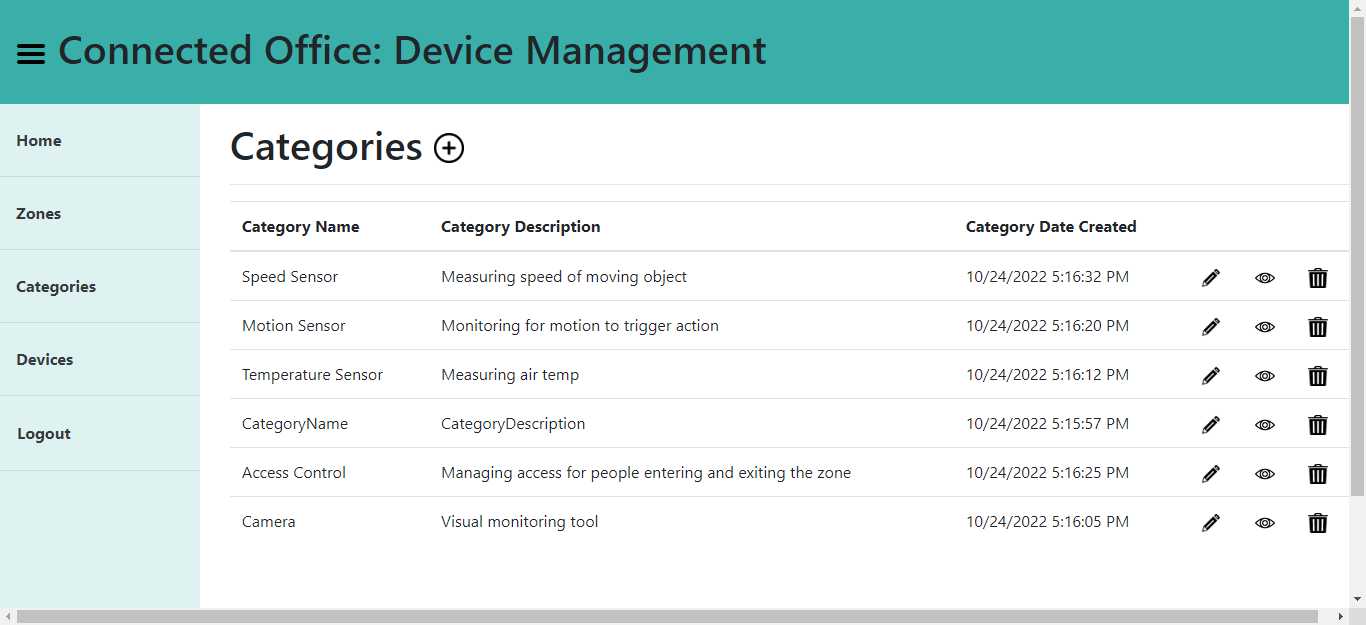 Connected Office: Device Management
Home
Zones
Categories
Devices
Logout
Categories
Category Name Category Description Category Date Created
Speed Sensor Measuring speed of moving object 10/24/2022 5:16:32 PM
Motion Sensor Monitoring for motion to trigger action 10/24/2022 5:16:20 PM
Temperature Sensor Measuring air temp 10/24/2022 5:16:12 PM
CategoryName CategoryDescription 10/24/2022 5:15:57 PM
Access Control Managing access for people entering and exiting the zone 10/24/2022 5:16:25 PM
Camera Visual monitoring tool 10/24/2022 5:16:05 PM